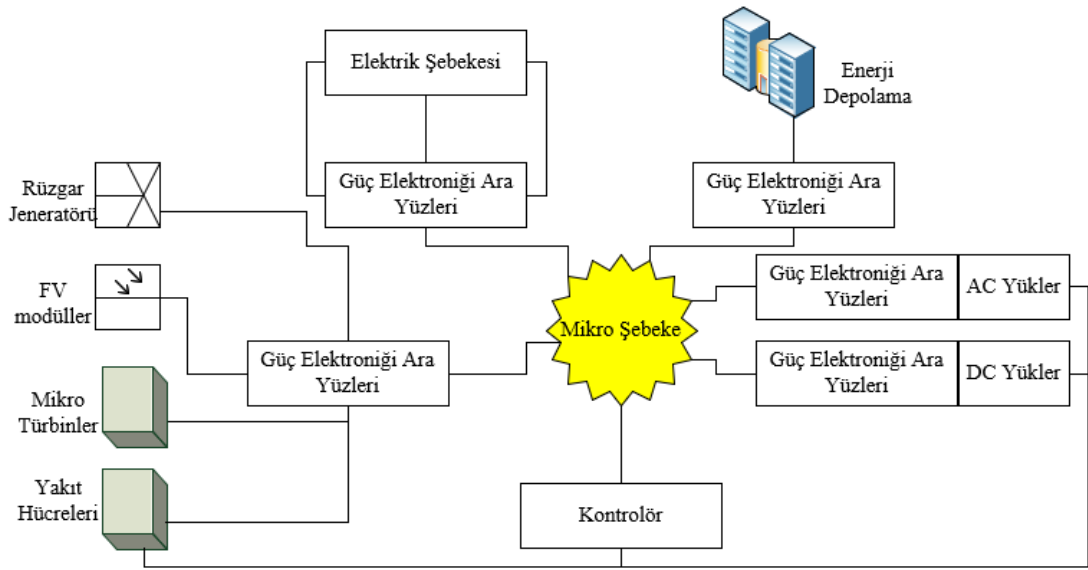 Elektrik Şebekesi
Enerji
Depolama
Güç Elektroniği Ara
Yüzleri
Güç Elektroniği Ara
Yüzleri
Rüzgar
Jeneratörü
FV
modüller
Güç Elektroniği Ara
Yüzleri
AC Yükler
Mikro Şebeke
Güç Elektroniği Ara
Yüzleri
Güç Elektroniği Ara
Yüzleri
DC Yükler
Mikro
Türbinler
Yakıt
Hücreleri
Kontrolör